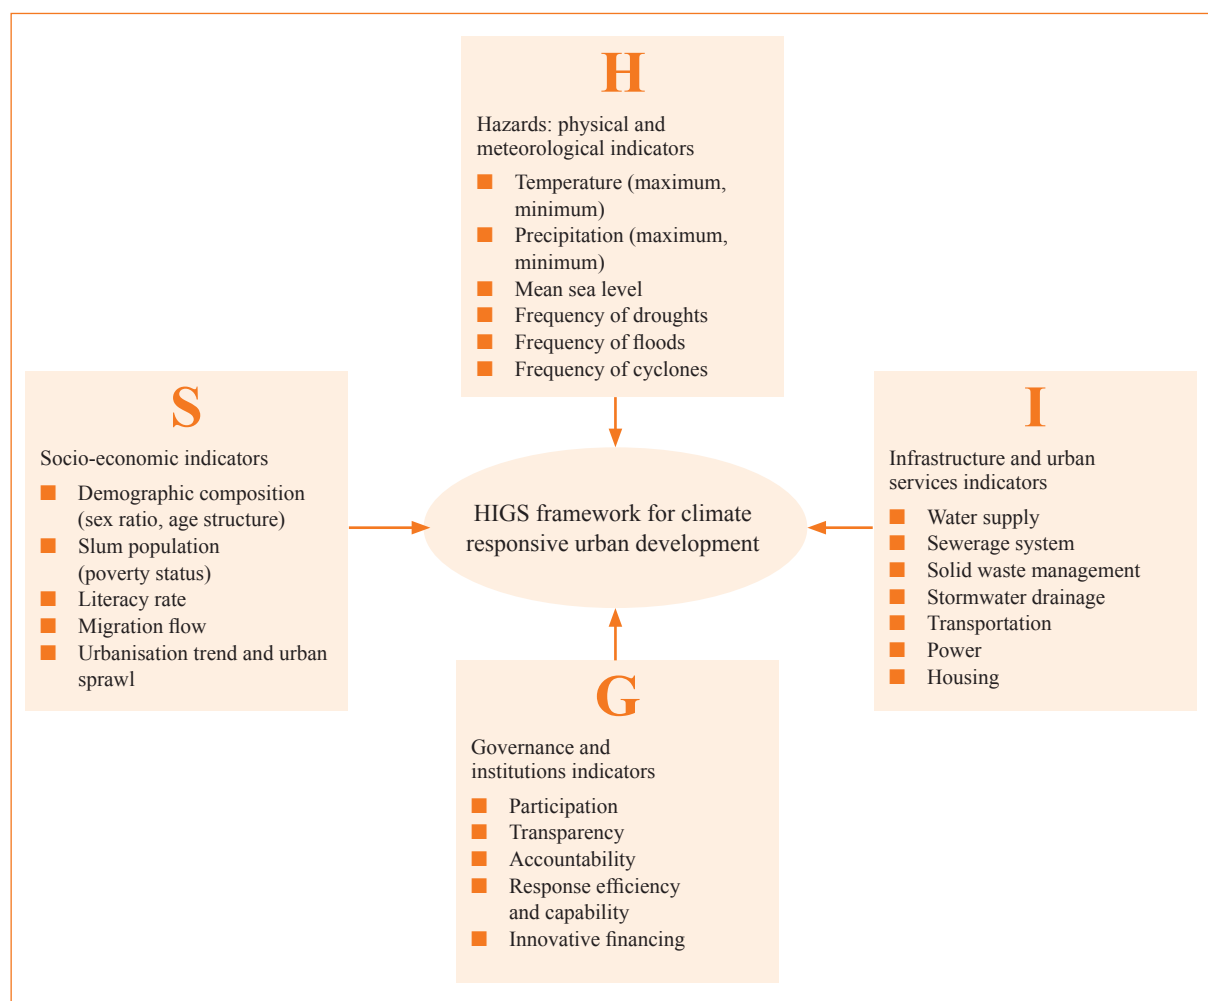 H
Hazards: physical and
meteorological indicators
Temperature (maximum,
minimum)
Precipitation (maximum,
minimum)
Mean sea level
Frequency of droughts
Frequency of floods
Frequency of cyclones
S
Socio-economic indicators
Demographic composition
(sex ratio, age structure)
Slum population
(poverty status)
Literacy rate
Migration flow
Urbanisation trend and urban
sprawl
HIGS framework for climate
responsive urban development
I
Infrastructure and urban
services indicators
Water supply
Sewerage system
Solid waste management
Stormwater drainage
Transportation
Power
Housing
G
Governance and
institutions indicators
Participation
Transparency
Accountability
Response efficiency
and capability
Innovative financing